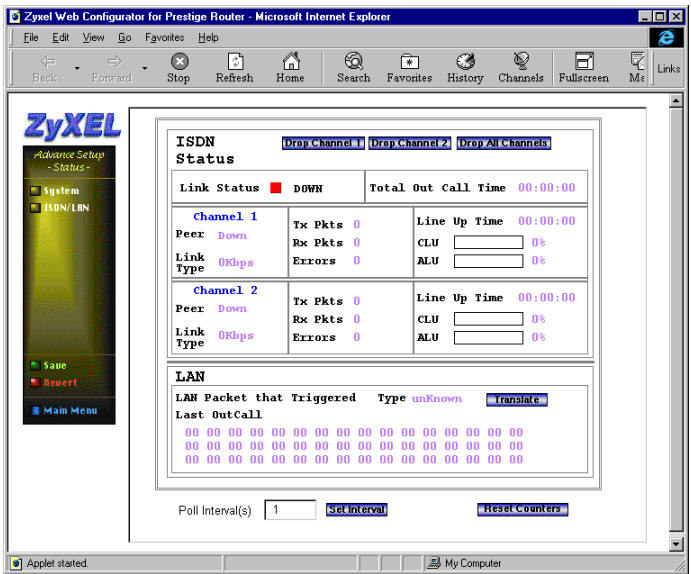 Zyxel Web Configurator for Prestige Router - Microsoft Internet Explorer
File Edit View Go Favorites Help
Back Forward Stop Refresh Home Search Favorites History Channels Fullscreen Links
ZyXEL
Advance Setup
- Status -
System
ISDN/LAN
Save
Revert
Main Menu
ISDN Status
Drop Channel 1 Drop Channel 2 Drop All Channels
Link Status DOWN Total Out Call Time 00:00:00
Channel 1
Peer Down
Link Type 0Kbps
Tx Pkts 0
Rx Pkts 0
Errors 0
Line Up Time 00:00:00
CLU 0%
ALU 0%
Channel 2
Peer Down
Link Type 0Kbps
Tx Pkts 0
Rx Pkts 0
Errors 0
Line Up Time 00:00:00
CLU 0%
ALU 0%
LAN
LAN Packet that Triggered Type unKnown Translate
Last OutCall
00 00 00 00 00 00 00 00 00 00 00 00 00 00 00 00
00 00 00 00 00 00 00 00 00 00 00 00 00 00 00 00
00 00 00 00 00 00 00 00 00 00 00 00 00 00 00 00
Poll Interval(s) 1 Set Interval Reset Counters
Applet started. My Computer